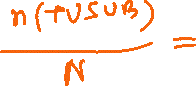 n(TUSUB)
N =